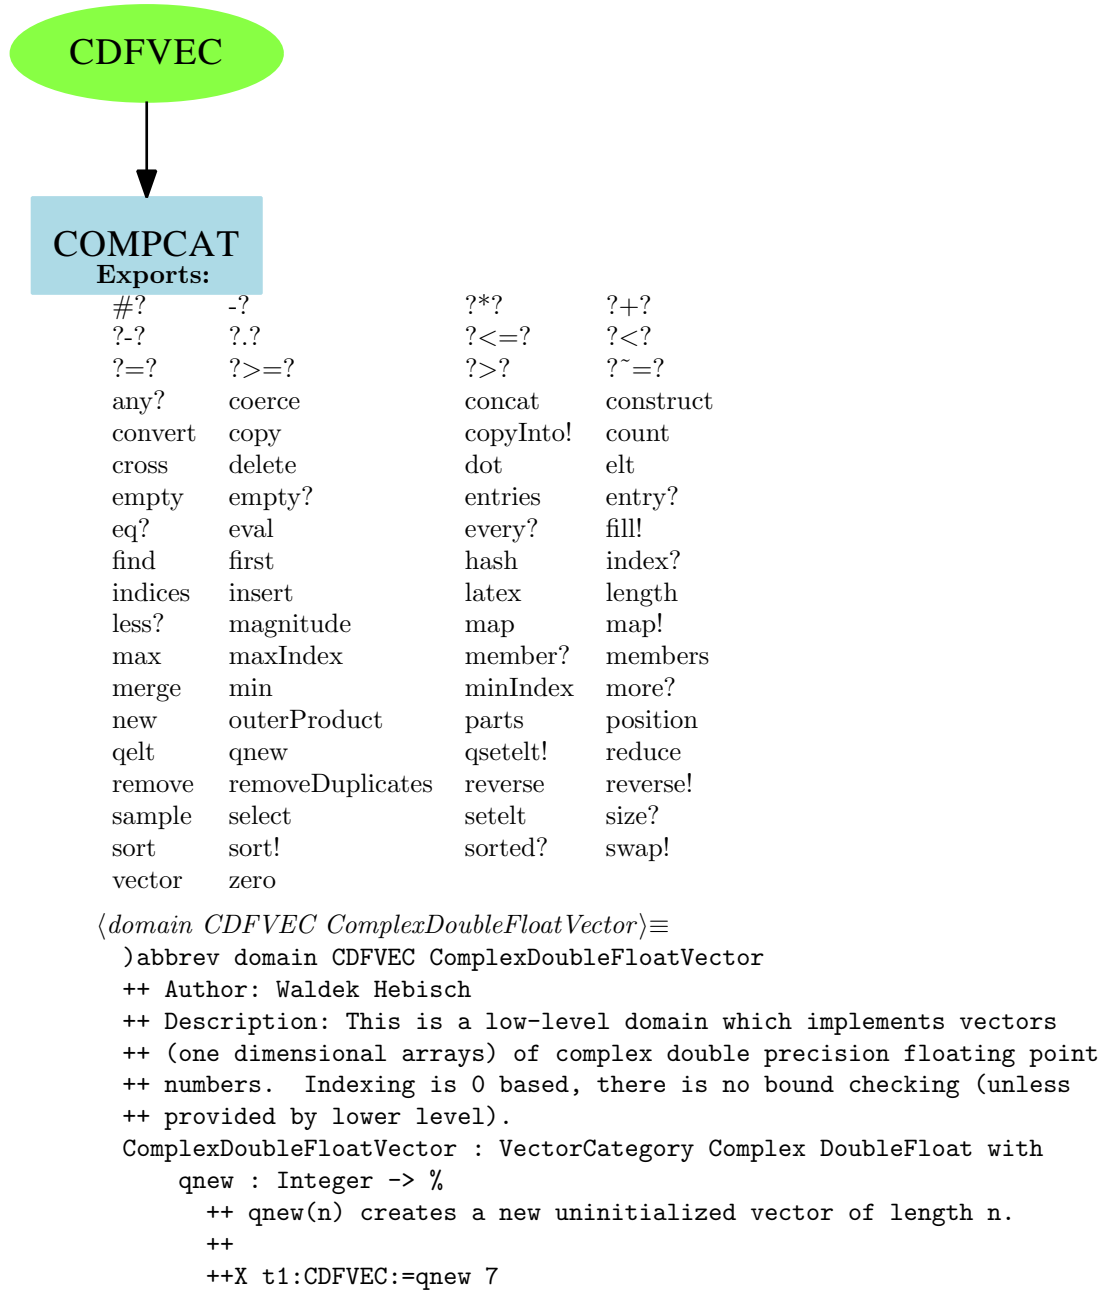 CDFVEC
COMPCAT
Exports:
#? -? ?*? ?+?
?-? ?.? ?<=? ?<?
?=? ?>=? ?>? ?~=?
any? coerce concat construct
convert copy copyInto! count
cross delete dot elt
empty empty? entries entry?
eq? eval every? fill!
find first hash index?
indices insert latex length
less? magnitude map map!
max maxIndex member? members
merge min minIndex more?
new outerProduct parts position
qelt qnew qsetelt! reduce
remove removeDuplicates reverse reverse!
sample select setelt size?
sort sort! sorted? swap!
vector zero
⟨domain CDFVEC ComplexDoubleFloatVector⟩≡
)abbrev domain CDFVEC ComplexDoubleFloatVector
++ Author: Waldek Hebisch
++ Description: This is a low-level domain which implements vectors
++ (one dimensional arrays) of complex double precision floating point
++ numbers.  Indexing is 0 based, there is no bound checking (unless
++ provided by lower level).
ComplexDoubleFloatVector : VectorCategory Complex DoubleFloat with
qnew : Integer -> %
++ qnew(n) creates a new uninitialized vector of length n.
++
++X t1:CDFVEC:=qnew 7